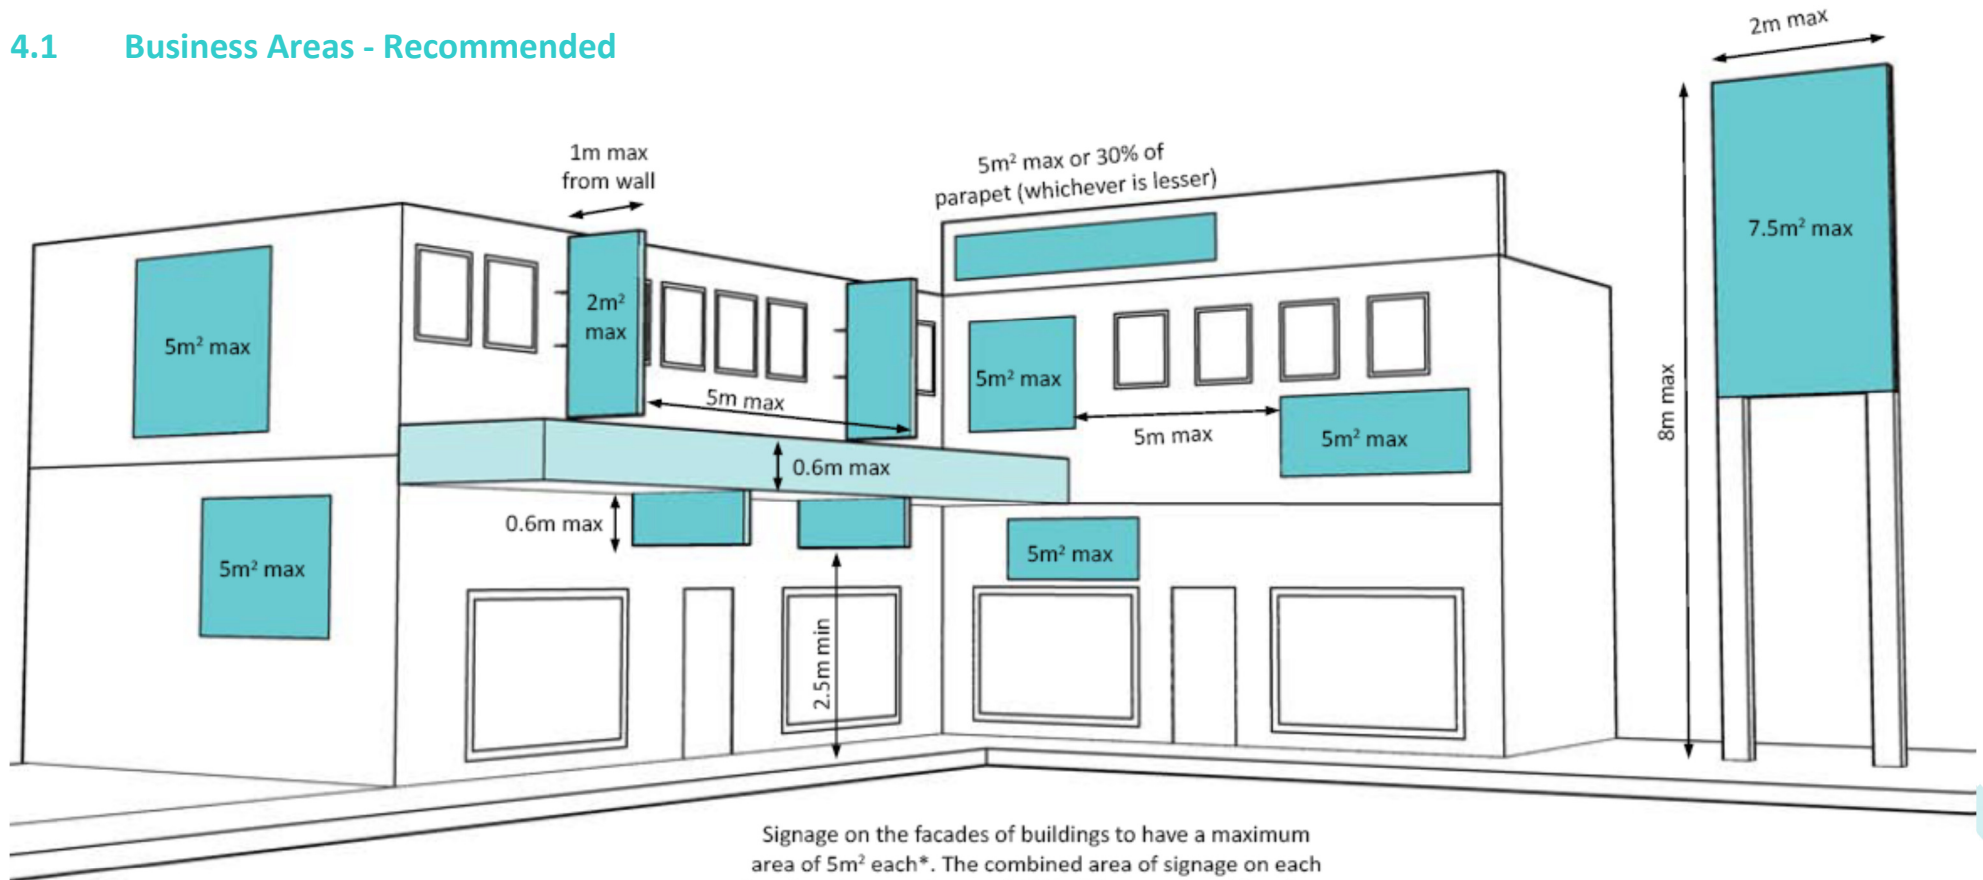 4.1 Business Areas - Recommended
2m max
1m max
from wall
5m² max or 30% of
parapet (whichever is lesser)
7.5m² max
2m²
max
5m² max
5m² max
5m max
5m max
5m² max
8m max
0.6m max
0.6m max
5m² max
5m² max
2.5m min
Signage on the facades of buildings to have a maximum
area of 5m² each*. The combined area of signage on each